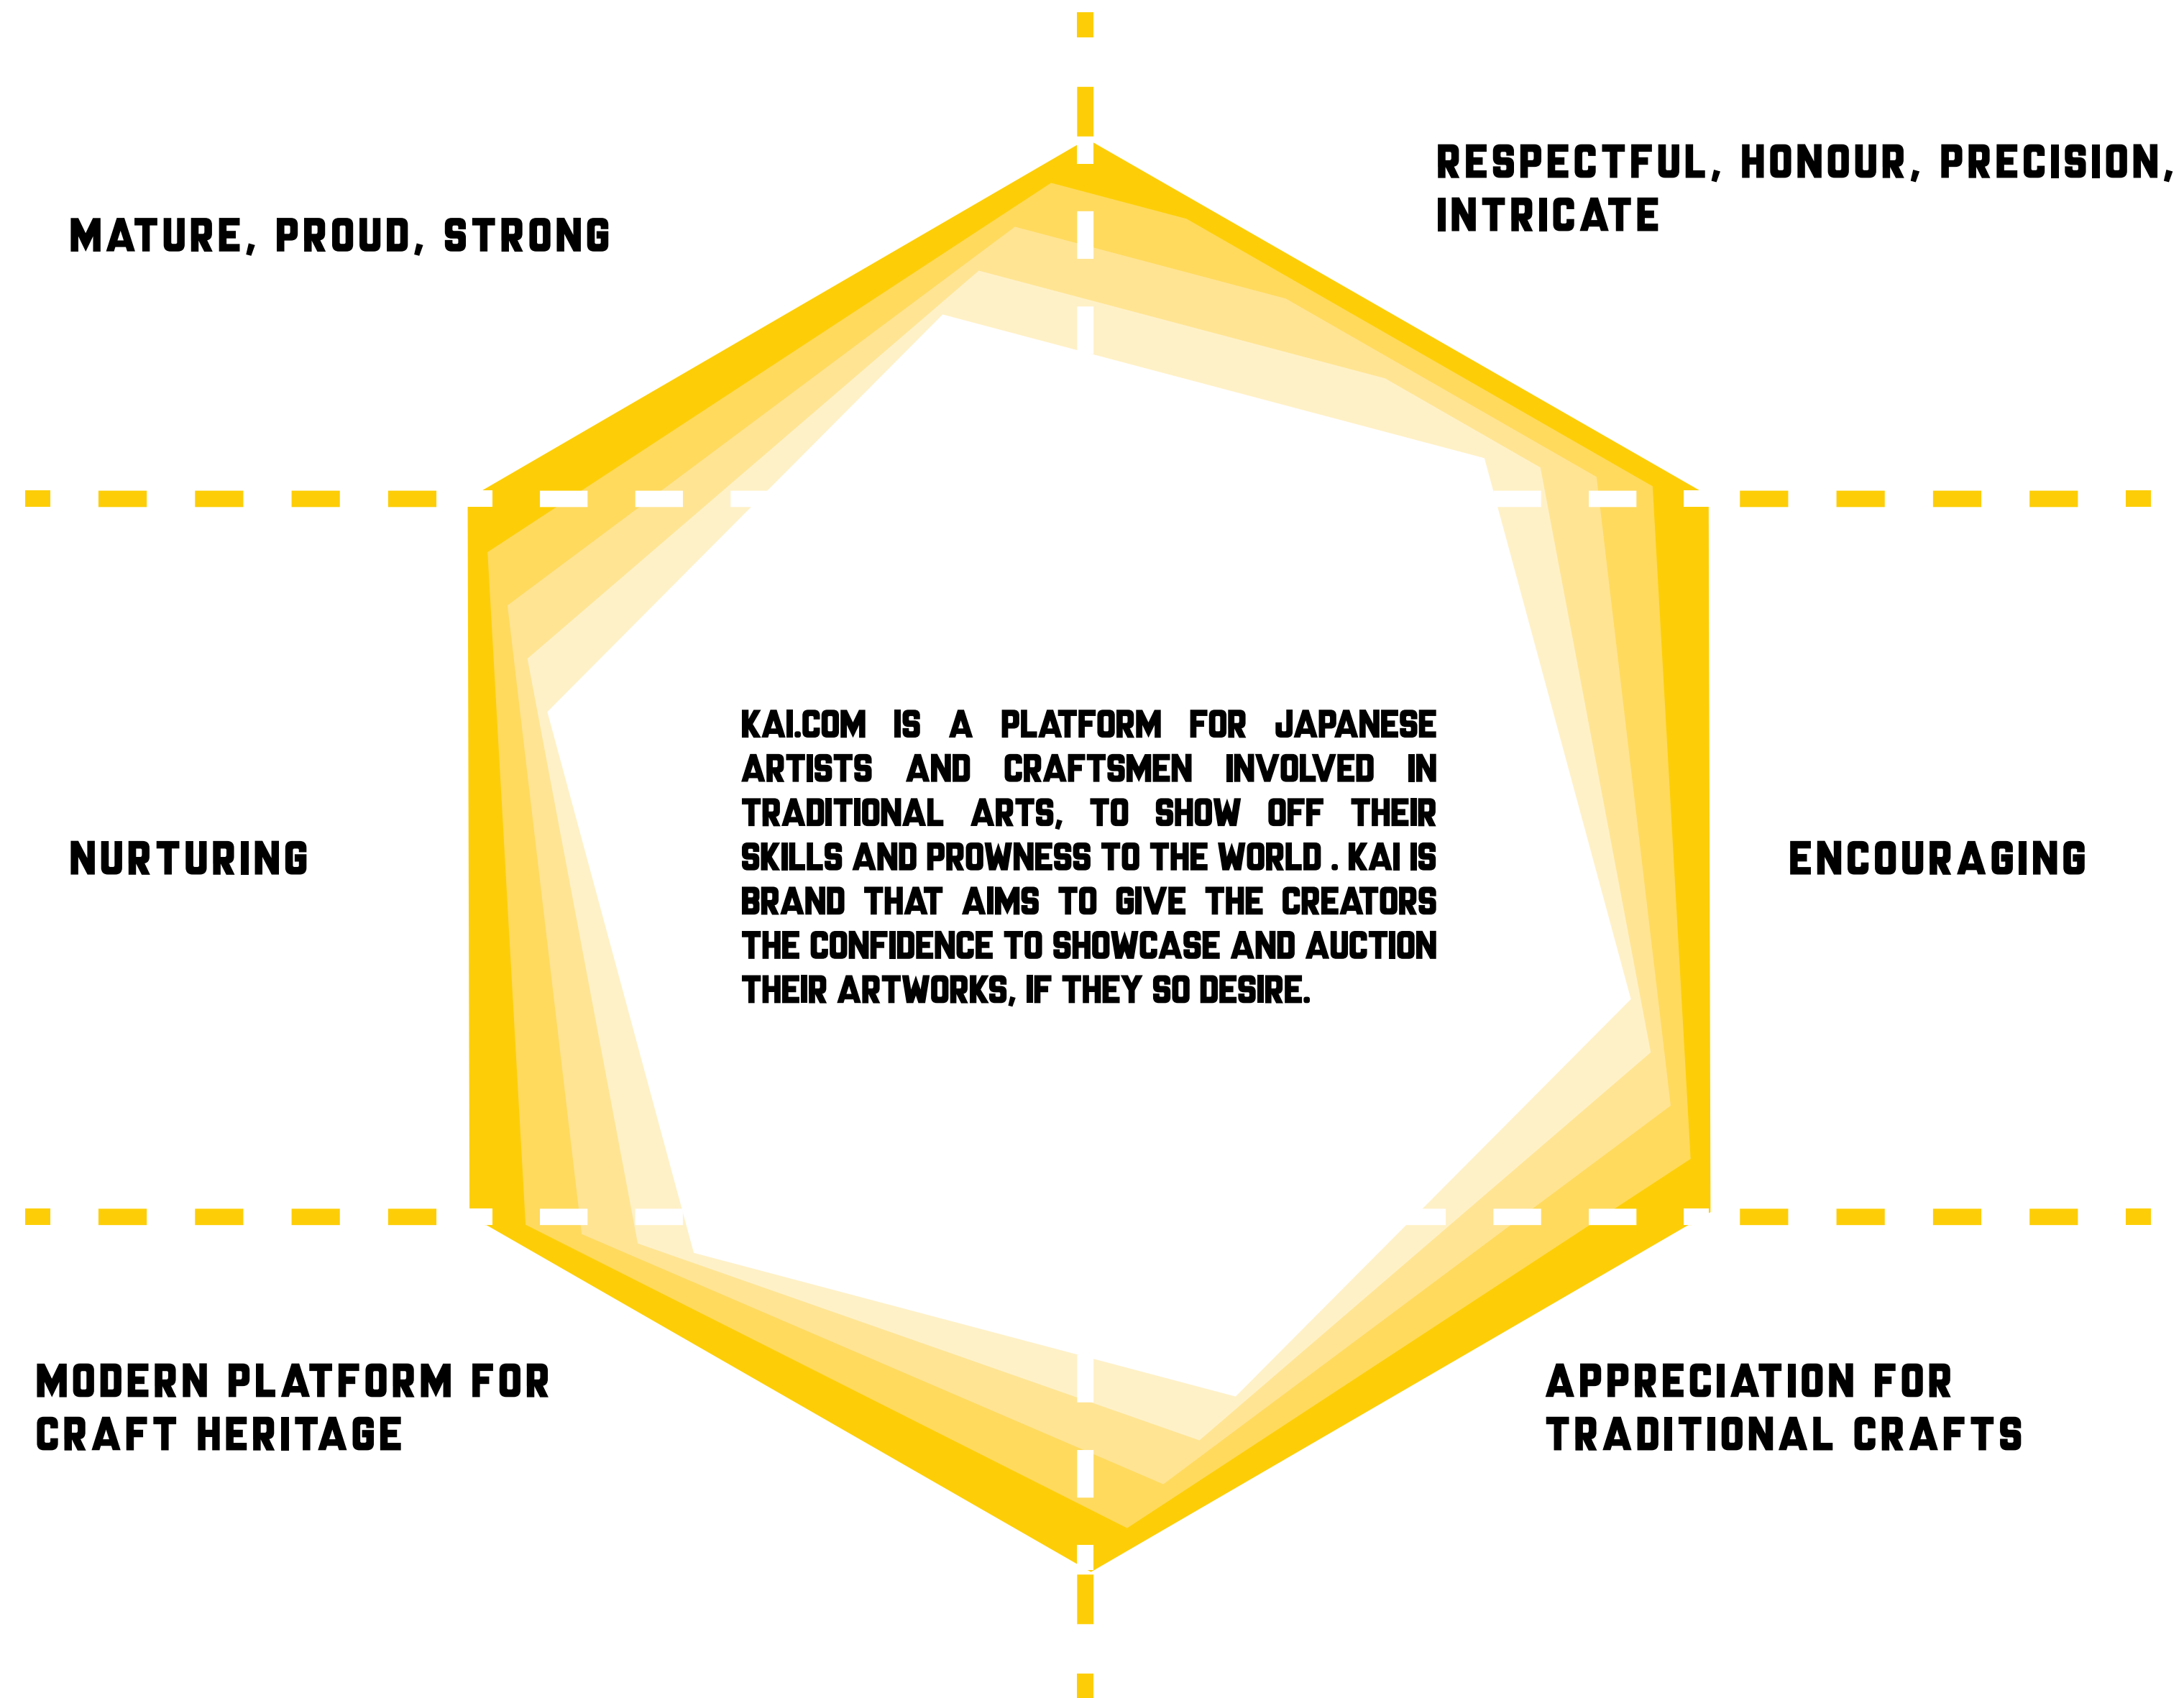 MATURE, PROUD, STRONG
RESPECTFUL, HONOUR, PRECISION,
INTRICATE
KAI.COM IS A PLATFORM FOR JAPANESE
ARTISTS AND CRAFTSMEN INVOLVED IN
TRADITIONAL ARTS, TO SHOW OFF THEIR
SKILLS AND PROWNESS TO THE WORLD . KAI IS
BRAND THAT AIMS TO GIVE THE CREATORS
THE CONFIDENCE TO SHOWCASE AND AUCTION
THEIR ARTWORKS, IF THEY SO DESIRE.
NURTURING
ENCOURAGING
MODERN PLATFORM FOR
CRAFT HERITAGE
APPRECIATION FOR
TRADITIONAL CRAFTS